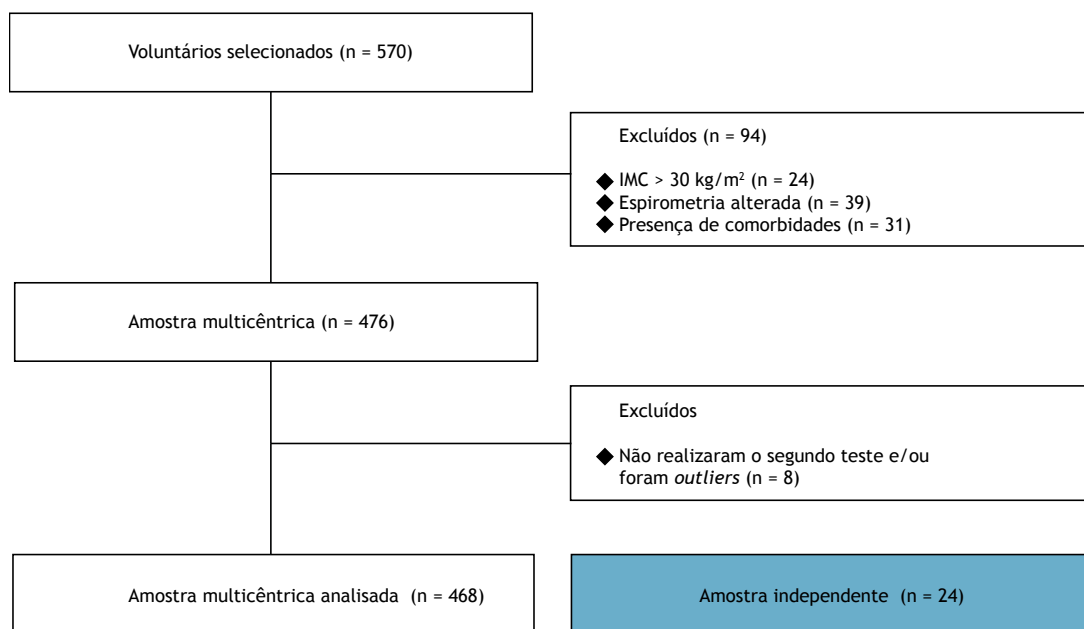 Voluntários selecionados (n = 570)
Excluídos (n = 94)
◆ IMC > 30 kg/m² (n = 24)
◆ Espirometria alterada (n = 39)
◆ Presença de comorbidades (n = 31)
Amostra multicêntrica (n = 476)
Excluídos
◆ Não realizaram o segundo teste e/ou
foram outliers (n = 8)
Amostra multicêntrica analisada (n = 468)
Amostra independente (n = 24)